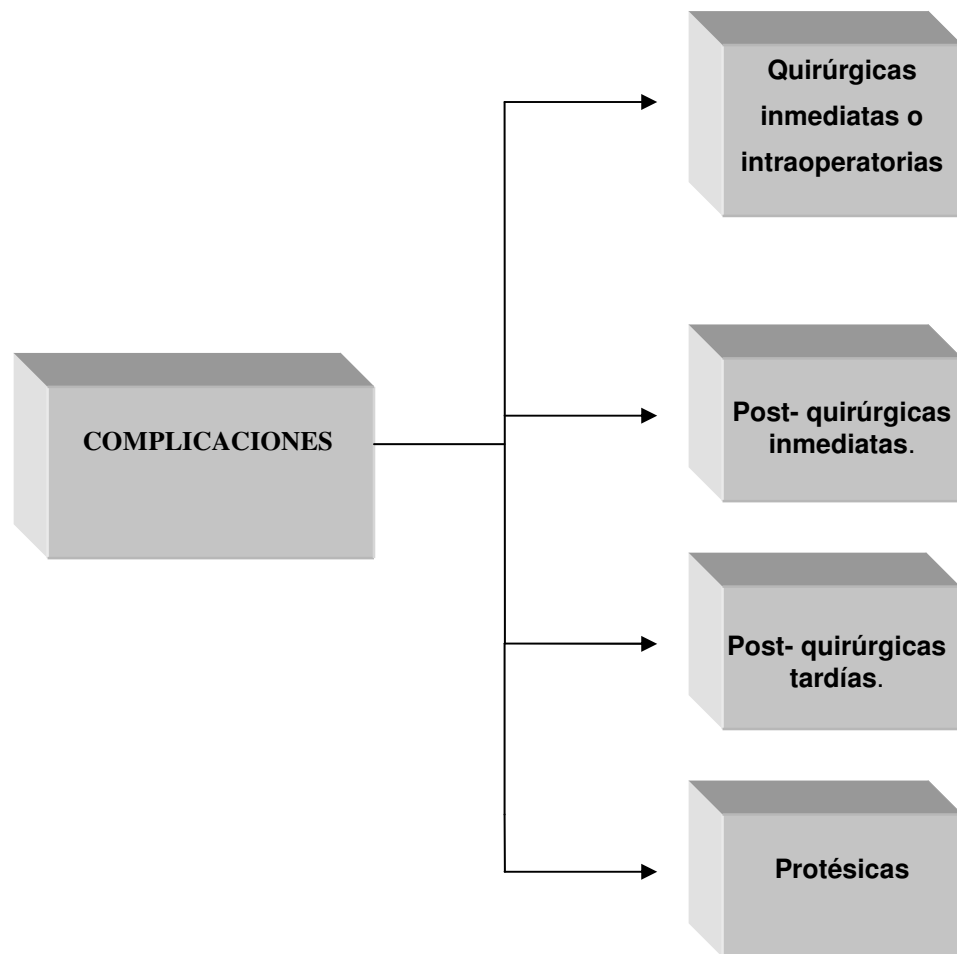 Quirúrgicas
inmediatas o
intraoperatorias
Post- quirúrgicas
inmediatas.
COMPLICACIONES
Post- quirúrgicas
tardías.
Protésicas